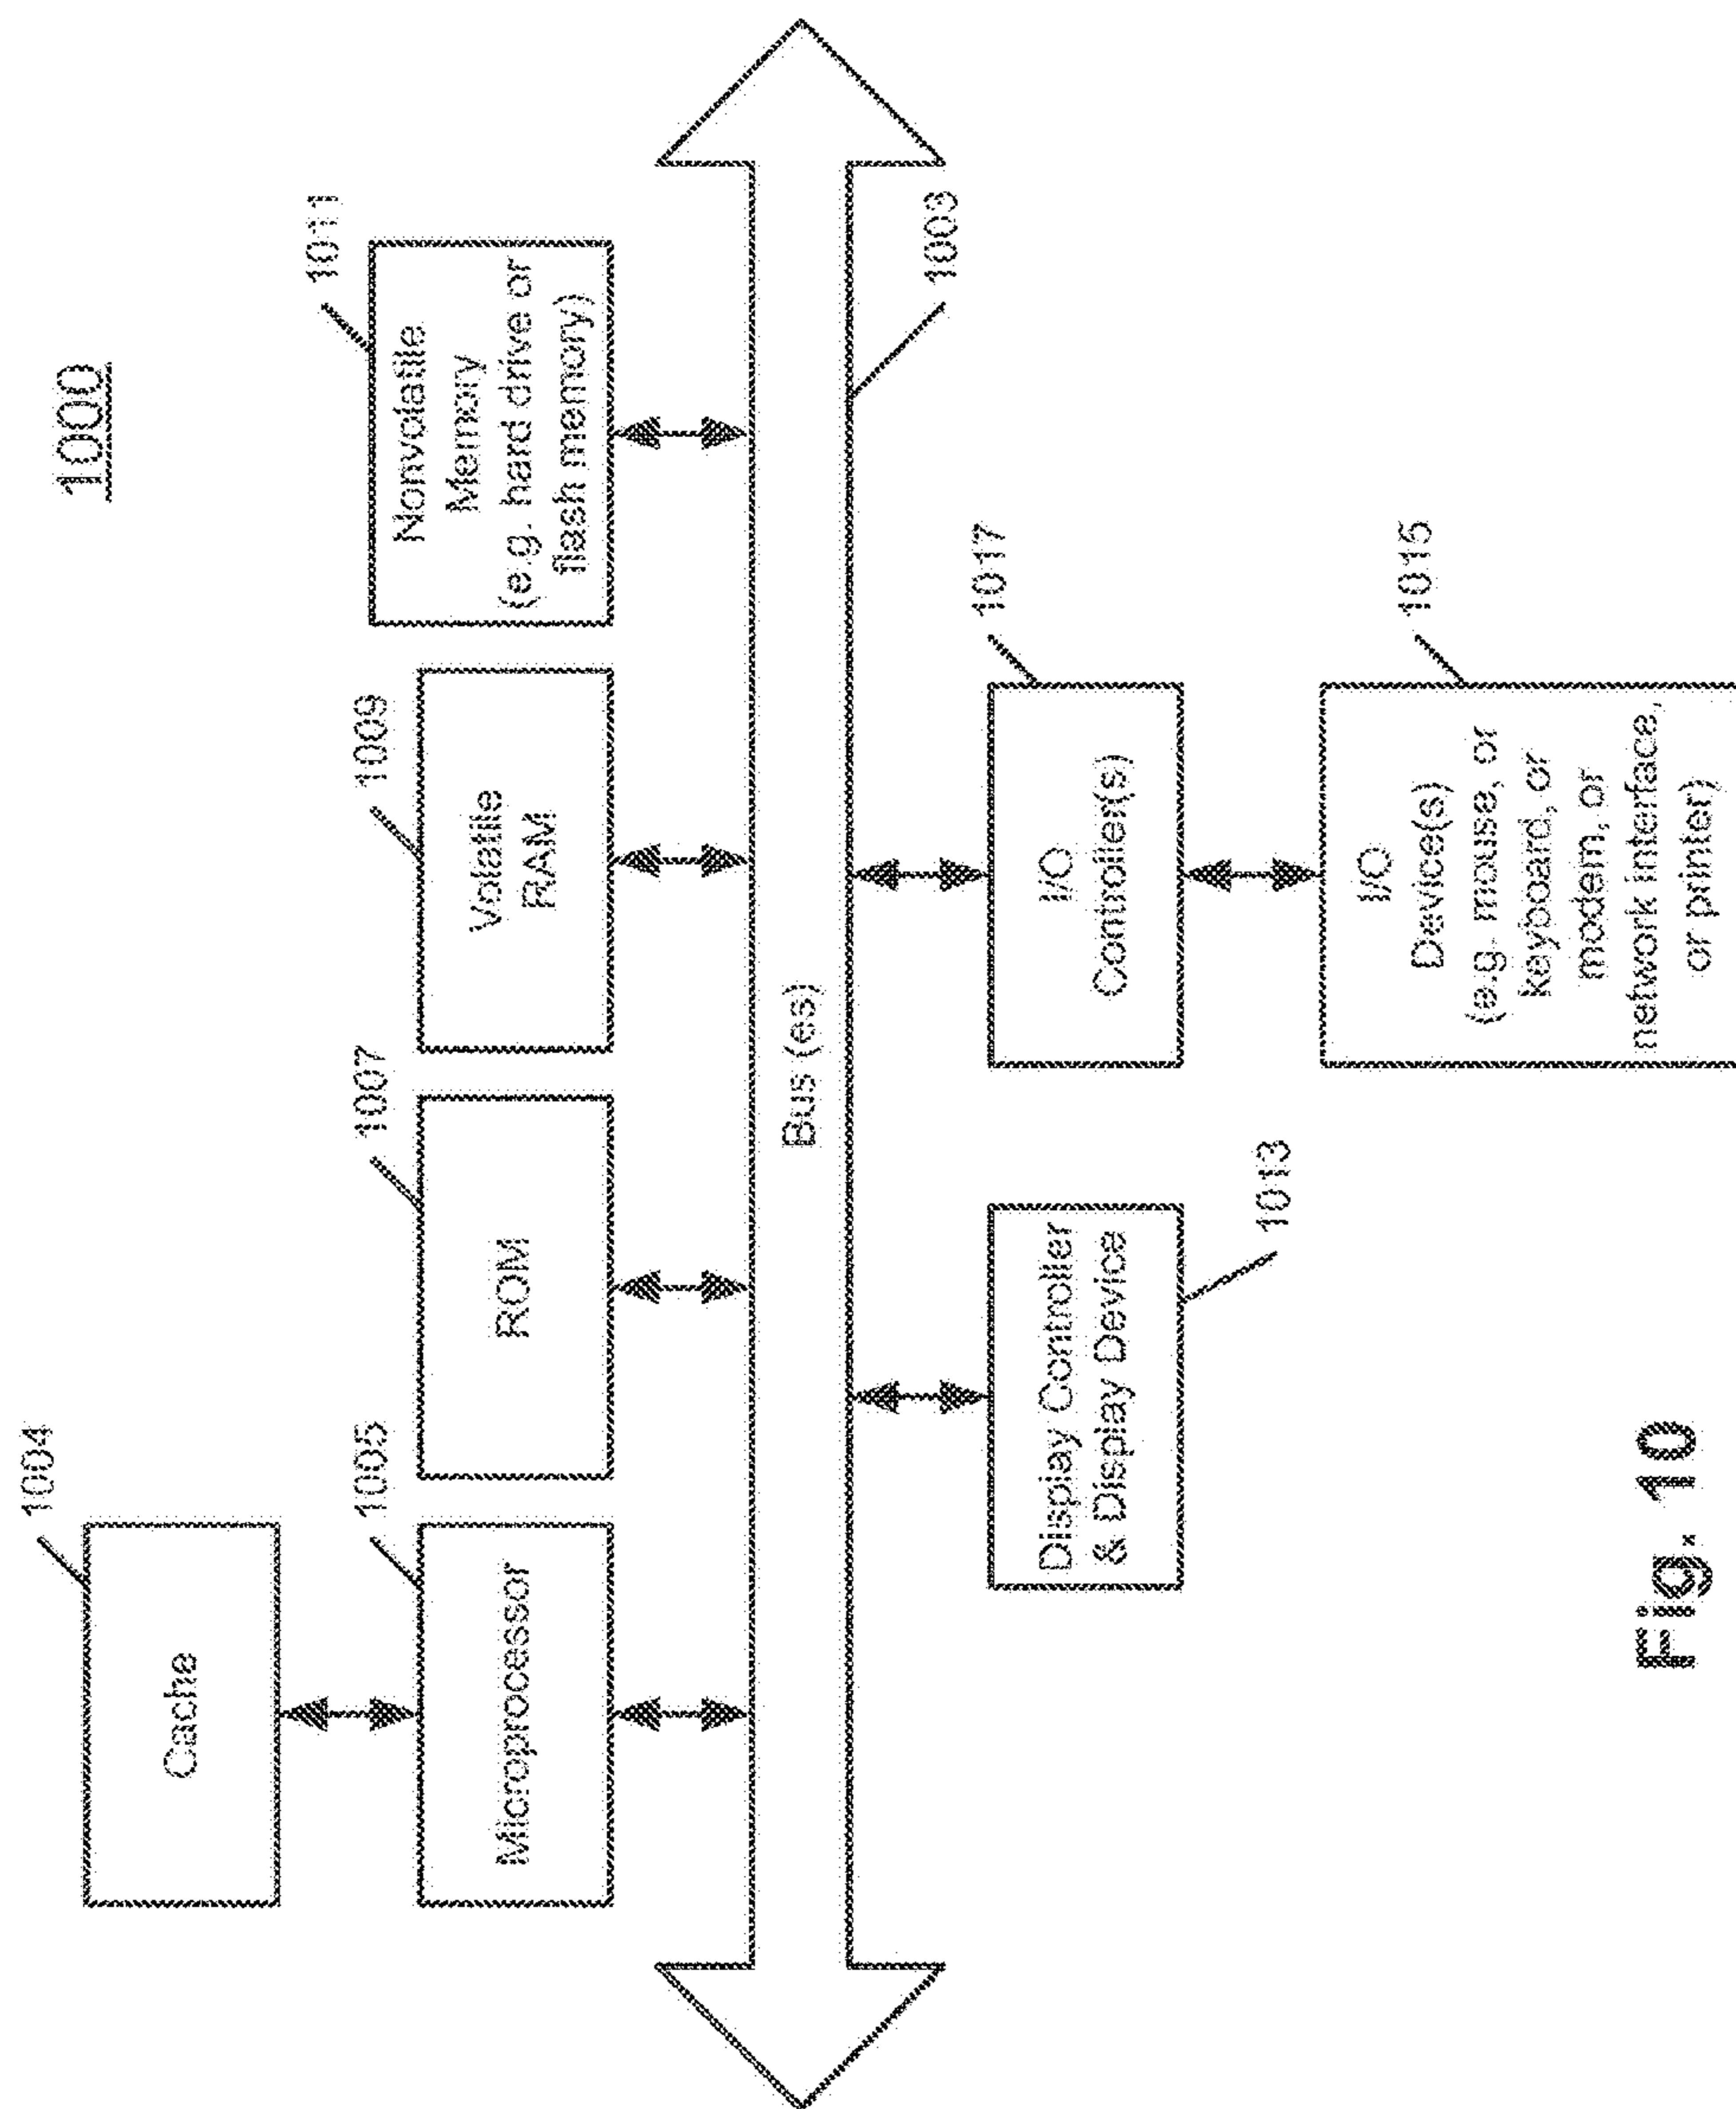 1000
1004
Cache
1005
Microprocessor
1007
ROM
1009
Volatile
RAM
1011
Nonvolatile
Memory
(e.g. hard drive or
flash memory)
Bus (es)
1003
Display Controller
& Display Device
1013
I/O
Controller(s)
1017
I/O
Device(s)
(e.g. mouse, or
keyboard, or
modem, or
network interface,
or printer)
1015
Fig. 10